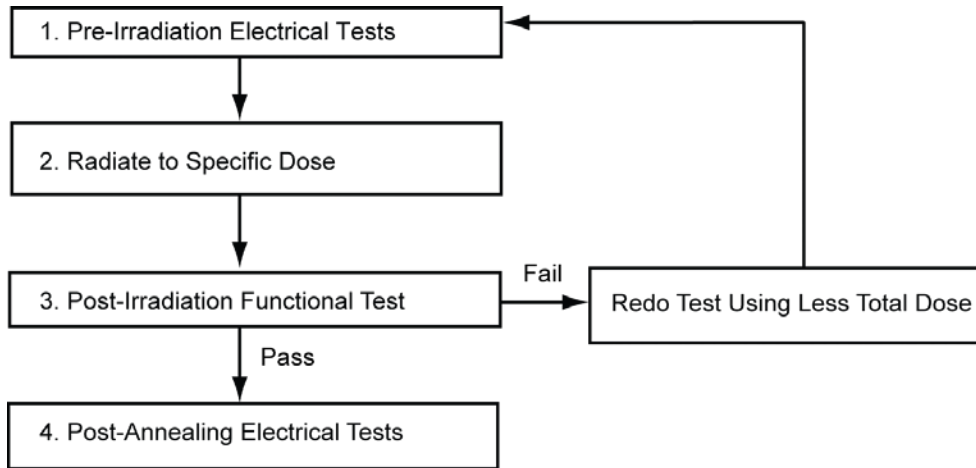 1. Pre-Irradiation Electrical Tests
2. Radiate to Specific Dose
3. Post-Irradiation Functional Test
Fail
Redo Test Using Less Total Dose
Pass
4. Post-Annealing Electrical Tests